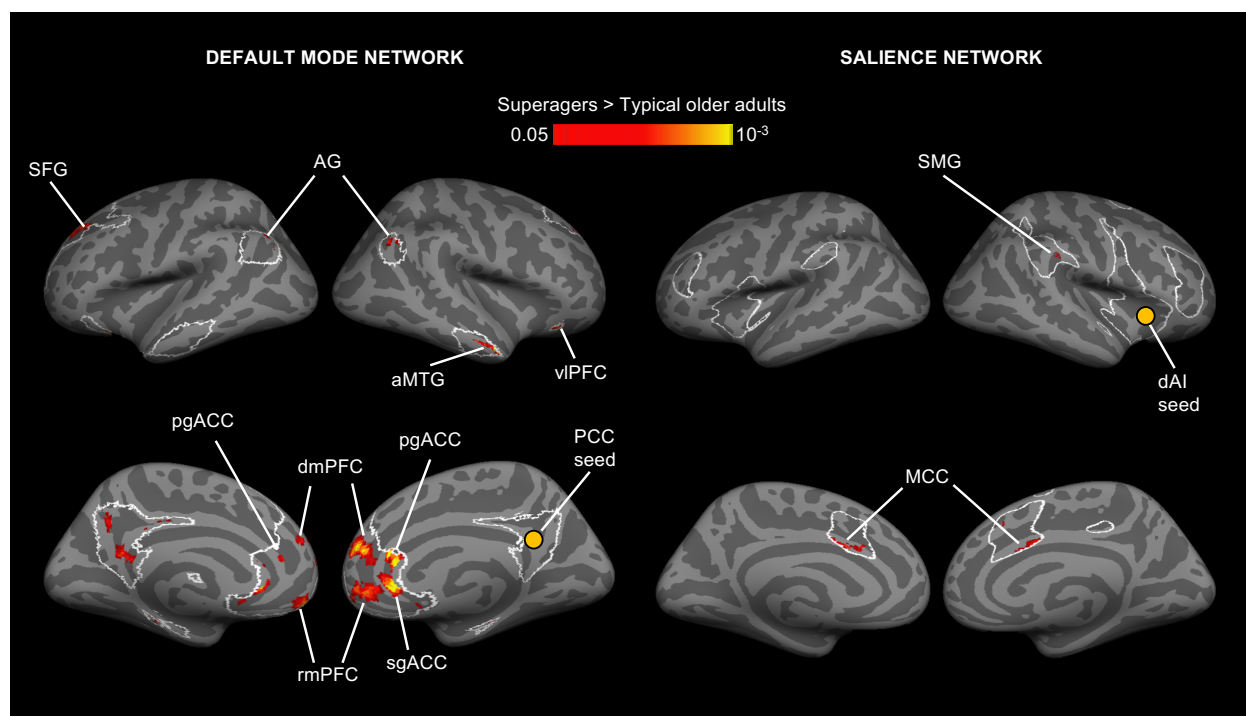 DEFAULT MODE NETWORK
SALIENCE NETWORK
Superagers > Typical older adults
0.05
10-3
SFG
AG
SMG
aMTG
vlPFC
dAI
seed
pgACC
dmPFC
pgACC
PCC
seed
MCC
rmPFC
sgACC